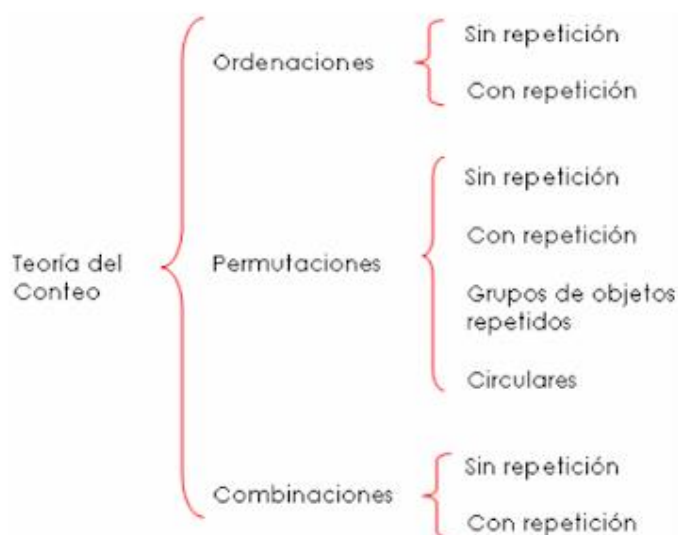 Teoría del
Conteo
Ordenaciones
Sin repetición
Con repetición
Permutaciones
Sin repetición
Con repetición
Grupos de objetos
repetidos
Circulares
Combinaciones
Sin repetición
Con repetición